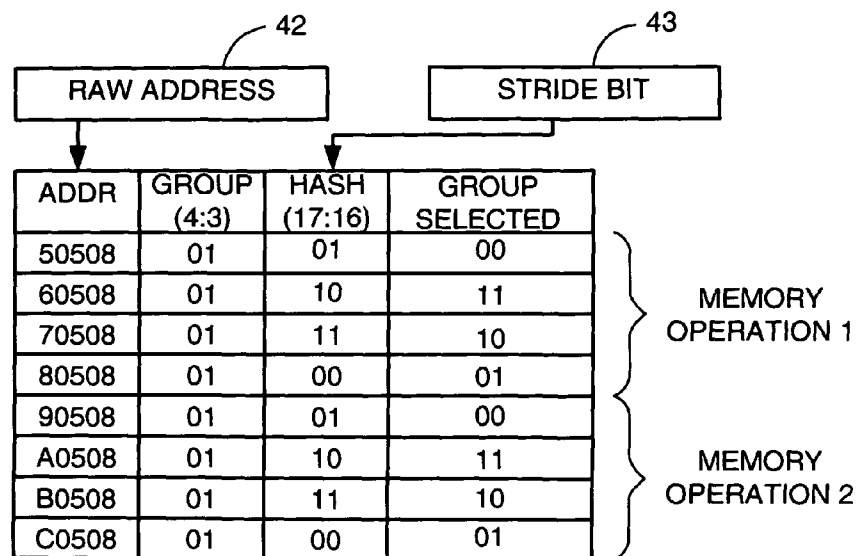 42
43
RAW ADDRESS
STRIDE BIT
ADDR GROUP (4:3) HASH (17:16) GROUP SELECTED
50508 01 01 00
60508 01 10 11
70508 01 11 10
80508 01 00 01
90508 01 01 00
A0508 01 10 11
B0508 01 11 10
C0508 01 00 01
MEMORY
OPERATION 1
MEMORY
OPERATION 2